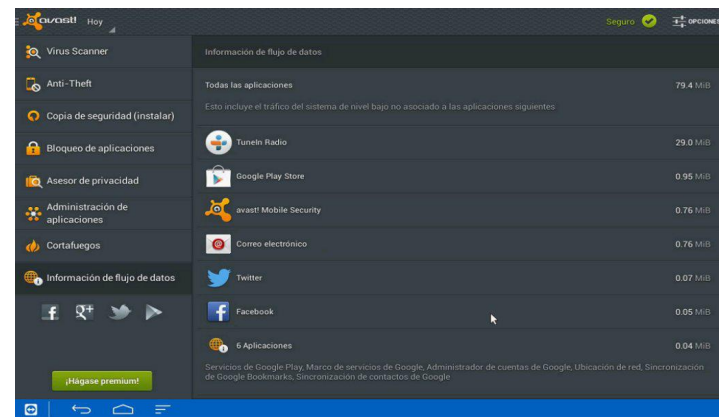 avast! Hoy
Seguro OPCIONES
Virus Scanner
Anti-Theft
Copia de seguridad (instalar)
Bloqueo de aplicaciones
Asesor de privacidad
Administración de
aplicaciones
Cortafuegos
Información de flujo de datos
¡Hágase premium!
Información de flujo de datos
Todas las aplicaciones 79.4 MiB
Esto incluye el tráfico del sistema de nivel bajo no asociado a las aplicaciones siguientes
TuneIn Radio 29.0 MiB
Google Play Store 0.95 MiB
avast! Mobile Security 0.76 MiB
Correo electrónico 0.76 MiB
Twitter 0.07 MiB
Facebook 0.05 MiB
6 Aplicaciones 0.04 MiB
Servicios de Google Play, Marco de servicios de Google, Administrador de cuentas de Google, Ubicación de red, Sincronización
de Google Bookmarks, Sincronización de contactos de Google